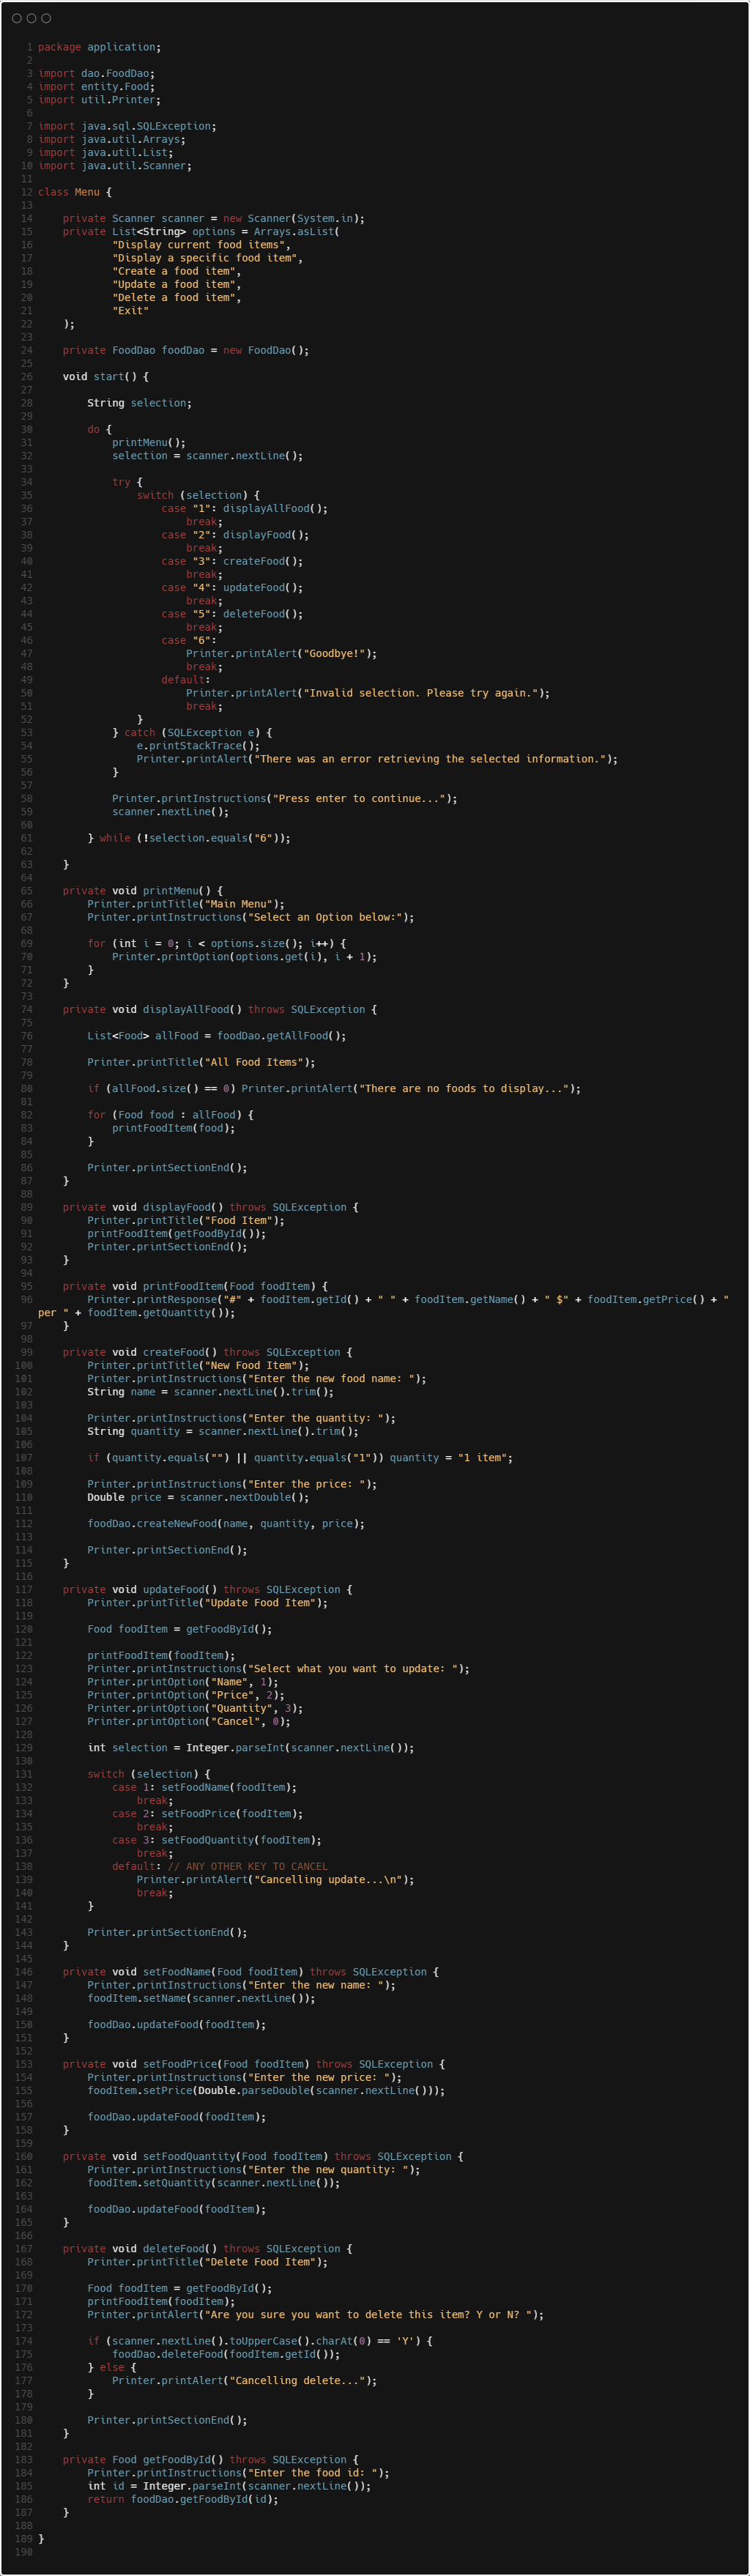 1 package application;
2
3 import dao.FoodDao;
4 import entity.Food;
5 import util.Printer;
6
7 import java.sql.SQLException;
8 import java.util.Arrays;
9 import java.util.List;
10 import java.util.Scanner;
11
12 class Menu {
13
14     private Scanner scanner = new Scanner(System.in);
15     private List<String> options = Arrays.asList(
16             "Display current food items",
17             "Display a specific food item",
18             "Create a food item",
19             "Update a food item",
20             "Delete a food item",
21             "Exit"
22     );
23
24     private FoodDao foodDao = new FoodDao();
25
26     void start() {
27
28         String selection;
29
30         do {
31             printMenu();
32             selection = scanner.nextLine();
33
34             try {
35                 switch (selection) {
36                     case "1": displayAllFood();
37                         break;
38                     case "2": displayFood();
39                         break;
40                     case "3": createFood();
41                         break;
42                     case "4": updateFood();
43                         break;
44                     case "5": deleteFood();
45                         break;
46                     case "6":
47                         Printer.printAlert("Goodbye!");
48                         break;
49                     default:
50                         Printer.printAlert("Invalid selection. Please try again.");
51                         break;
52                 }
53             } catch (SQLException e) {
54                 e.printStackTrace();
55                 Printer.printAlert("There was an error retrieving the selected information.");
56             }
57
58             Printer.printInstructions("Press enter to continue...");
59             scanner.nextLine();
60
61         } while (!selection.equals("6"));
62
63     }
64
65     private void printMenu() {
66         Printer.printTitle("Main Menu");
67         Printer.printInstructions("Select an Option below:");
68
69         for (int i = 0; i < options.size(); i++) {
70             Printer.printOption(options.get(i), i + 1);
71         }
72     }
73
74     private void displayAllFood() throws SQLException {
75
76         List<Food> allFood = foodDao.getAllFood();
77
78         Printer.printTitle("All Food Items");
79
80         if (allFood.size() == 0) Printer.printAlert("There are no foods to display...");
81
82         for (Food food : allFood) {
83             printFoodItem(food);
84         }
85
86         Printer.printSectionEnd();
87     }
88
89     private void displayFood() throws SQLException {
90         Printer.printTitle("Food Item");
91         printFoodItem(getFoodById());
92         Printer.printSectionEnd();
93     }
94
95     private void printFoodItem(Food foodItem) {
96         Printer.printResponse("#" + foodItem.getId() + " " + foodItem.getName() + " $" + foodItem.getPrice() + "
per " + foodItem.getQuantity());
97     }
98
99     private void createFood() throws SQLException {
100         Printer.printTitle("New Food Item");
101         Printer.printInstructions("Enter the new food name: ");
102         String name = scanner.nextLine().trim();
103
104         Printer.printInstructions("Enter the quantity: ");
105         String quantity = scanner.nextLine().trim();
106
107         if (quantity.equals("") || quantity.equals("1")) quantity = "1 item";
108
109         Printer.printInstructions("Enter the price: ");
110         Double price = scanner.nextDouble();
111
112         foodDao.createNewFood(name, quantity, price);
113
114         Printer.printSectionEnd();
115     }
116
117     private void updateFood() throws SQLException {
118         Printer.printTitle("Update Food Item");
119
120         Food foodItem = getFoodById();
121
122         printFoodItem(foodItem);
123         Printer.printInstructions("Select what you want to update: ");
124         Printer.printOption("Name", 1);
125         Printer.printOption("Price", 2);
126         Printer.printOption("Quantity", 3);
127         Printer.printOption("Cancel", 0);
128
129         int selection = Integer.parseInt(scanner.nextLine());
130
131         switch (selection) {
132             case 1: setFoodName(foodItem);
133                 break;
134             case 2: setFoodPrice(foodItem);
135                 break;
136             case 3: setFoodQuantity(foodItem);
137                 break;
138             default: // ANY OTHER KEY TO CANCEL
139                 Printer.printAlert("Cancelling update...\n");
140                 break;
141         }
142
143         Printer.printSectionEnd();
144     }
145
146     private void setFoodName(Food foodItem) throws SQLException {
147         Printer.printInstructions("Enter the new name: ");
148         foodItem.setName(scanner.nextLine());
149
150         foodDao.updateFood(foodItem);
151     }
152
153     private void setFoodPrice(Food foodItem) throws SQLException {
154         Printer.printInstructions("Enter the new price: ");
155         foodItem.setPrice(Double.parseDouble(scanner.nextLine()));
156
157         foodDao.updateFood(foodItem);
158     }
159
160     private void setFoodQuantity(Food foodItem) throws SQLException {
161         Printer.printInstructions("Enter the new quantity: ");
162         foodItem.setQuantity(scanner.nextLine());
163
164         foodDao.updateFood(foodItem);
165     }
166
167     private void deleteFood() throws SQLException {
168         Printer.printTitle("Delete Food Item");
169
170         Food foodItem = getFoodById();
171         printFoodItem(foodItem);
172         Printer.printAlert("Are you sure you want to delete this item? Y or N? ");
173
174         if (scanner.nextLine().toUpperCase().charAt(0) == 'Y') {
175             foodDao.deleteFood(foodItem.getId());
176         } else {
177             Printer.printAlert("Cancelling delete...");
178         }
179
180         Printer.printSectionEnd();
181     }
182
183     private Food getFoodById() throws SQLException {
184         Printer.printInstructions("Enter the food id: ");
185         int id = Integer.parseInt(scanner.nextLine());
186         return foodDao.getFoodById(id);
187     }
188
189 }
190